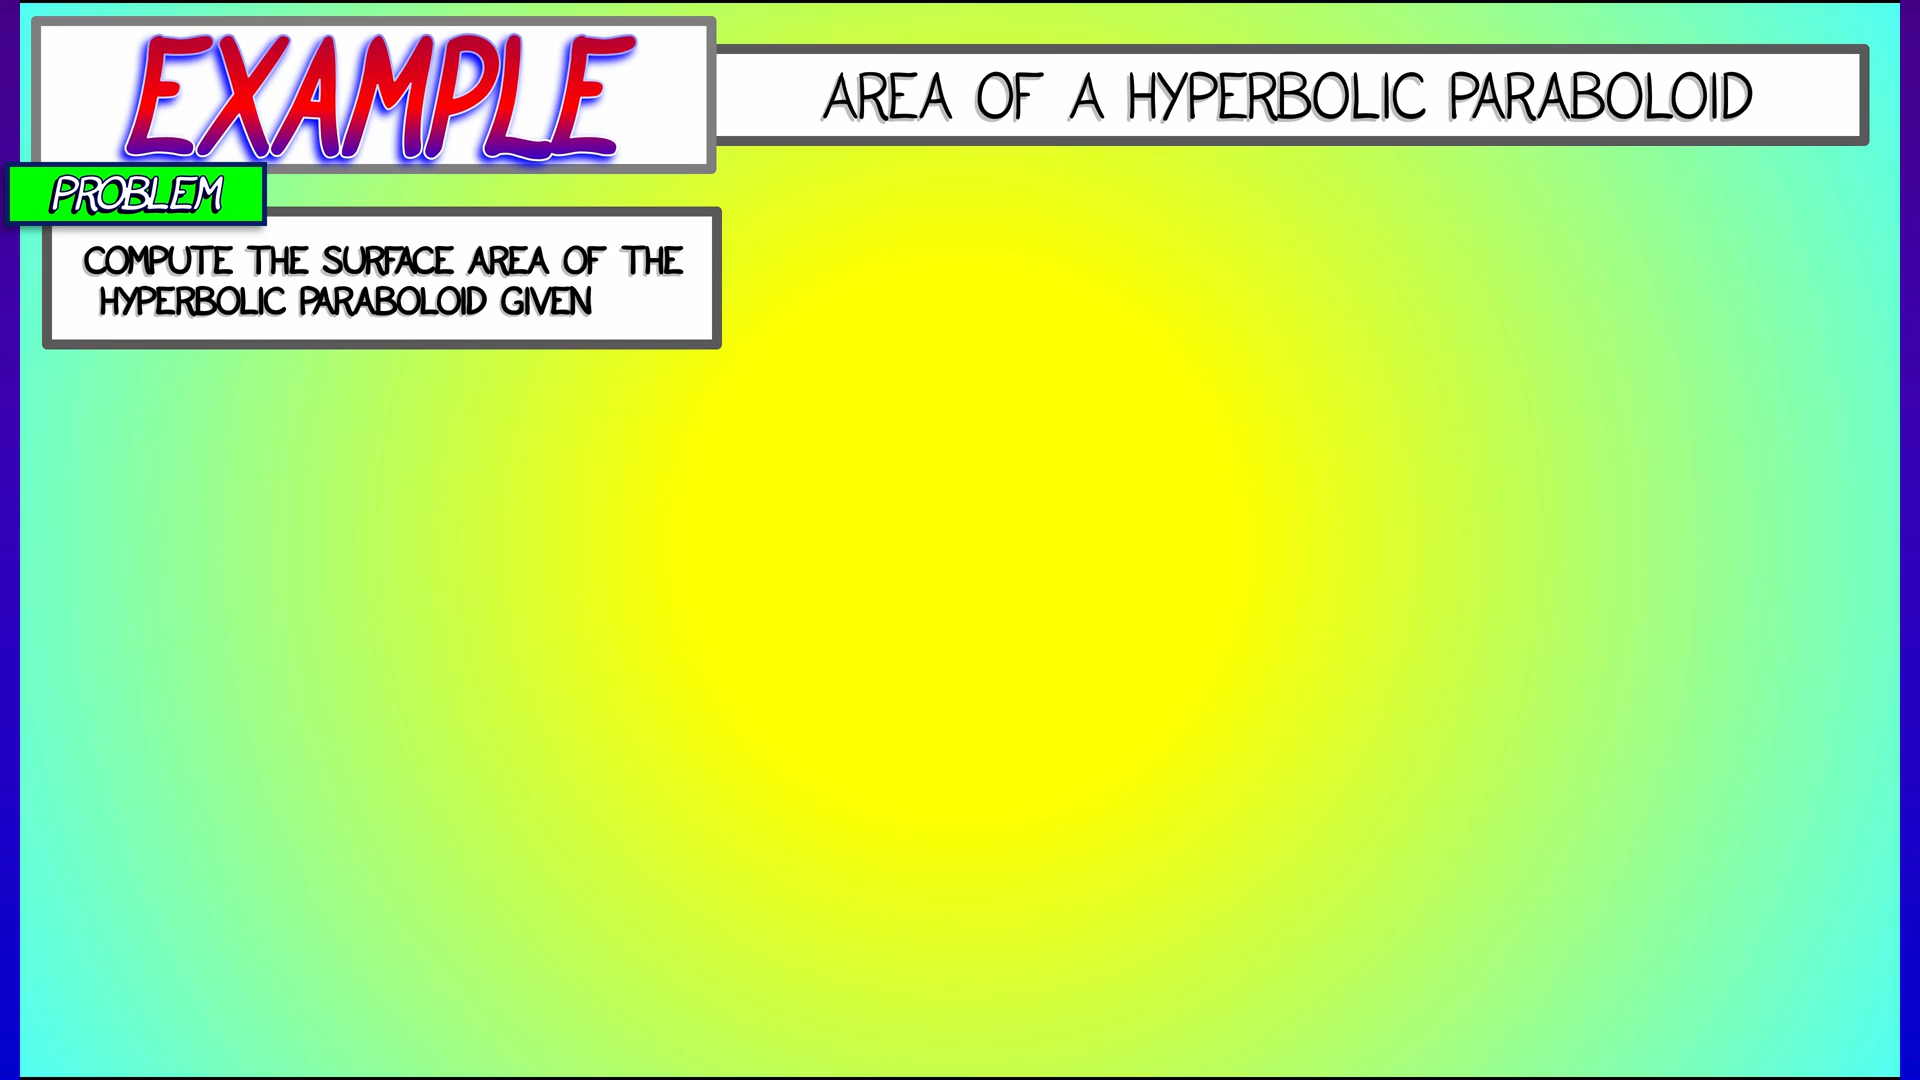 EXAMPLE
AREA OF A HYPERBOLIC PARABOLOID
PROBLEM
COMPUTE THE SURFACE AREA OF THE
HYPERBOLIC PARABOLOID GIVEN